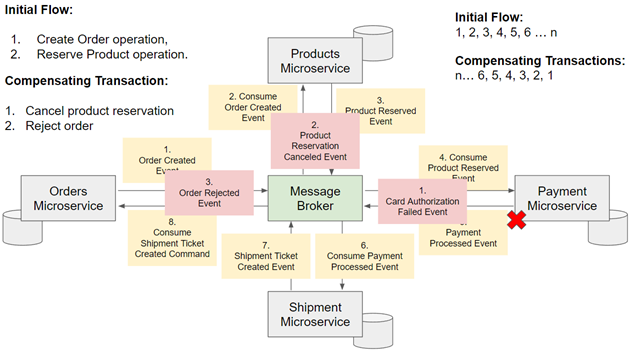 Initial Flow:
1. Create Order operation,
2. Reserve Product operation.
Compensating Transaction:
1. Cancel product reservation
2. Reject order
Initial Flow:
1, 2, 3, 4, 5, 6 … n
Compensating Transactions:
n… 6, 5, 4, 3, 2, 1
Products
Microservice
2. Consume
Order Created
Event
3.
Product Reserved
Event
2.
Product
Reservation
Canceled Event
1.
Order Created
Event
3.
Order Rejected
Event
4. Consume
Product Reserved
Event
1.
Card Authorization
Failed Event
Orders
Microservice
Message
Broker
Payment
Microservice
8.
Consume
Shipment Ticket
Created Command
7.
Shipment Ticket
Created Event
6.
Consume Payment
Processed Event
Payment
Processed Event
Shipment
Microservice